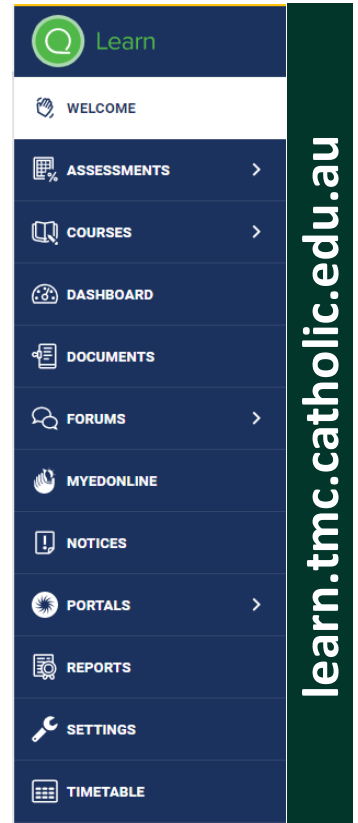 Learn
WELCOME
ASSESSMENTS
COURSES
DASHBOARD
DOCUMENTS
FORUMS
MYEDONLINE
NOTICES
PORTALS
REPORTS
SETTINGS
TIMETABLE
learn.tmc.catholic.edu.au